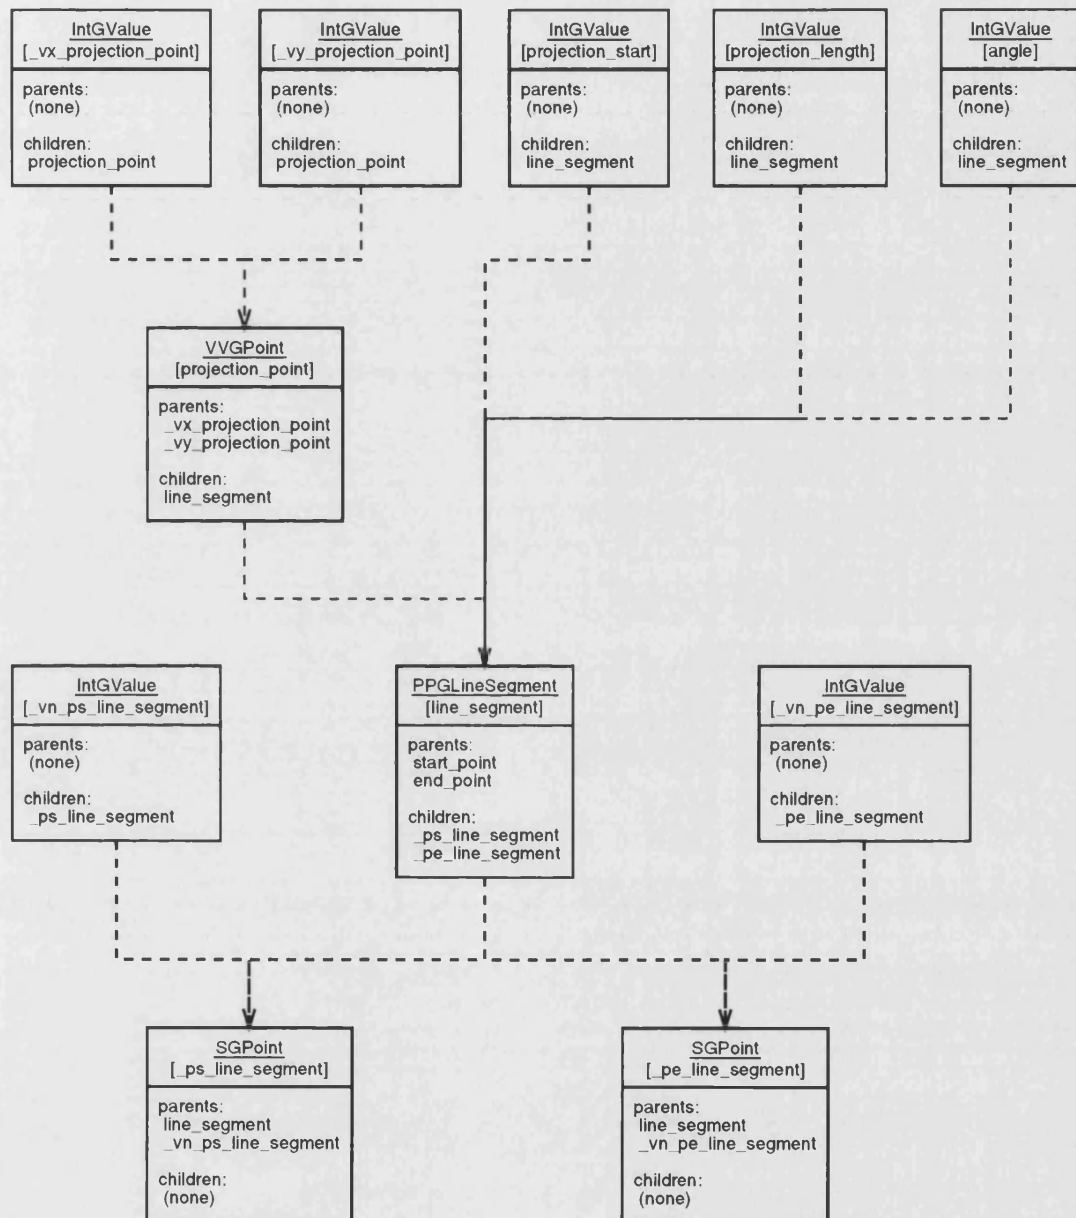 IntGValue
[_vx_projection_point]
parents:
(none)
children:
projection_point
IntGValue
[_vy_projection_point]
parents:
(none)
children:
projection_point
IntGValue
[projection_start]
parents:
(none)
children:
line_segment
IntGValue
[projection_length]
parents:
(none)
children:
line_segment
IntGValue
[angle]
parents:
(none)
children:
line_segment
VVGPoint
[projection_point]
parents:
_vx_projection_point
_vy_projection_point
children:
line_segment
IntGValue
[_vn_ps_line_segment]
parents:
(none)
children:
_ps_line_segment
PPGLineSegment
[line_segment]
parents:
start_point
end_point
children:
_ps_line_segment
_pe_line_segment
IntGValue
[_vn_pe_line_segment]
parents:
(none)
children:
_pe_line_segment
SGPoint
[_ps_line_segment]
parents:
line_segment
_vn_ps_line_segment
children:
(none)
SGPoint
[_pe_line_segment]
parents:
line_segment
_vn_pe_line_segment
children:
(none)